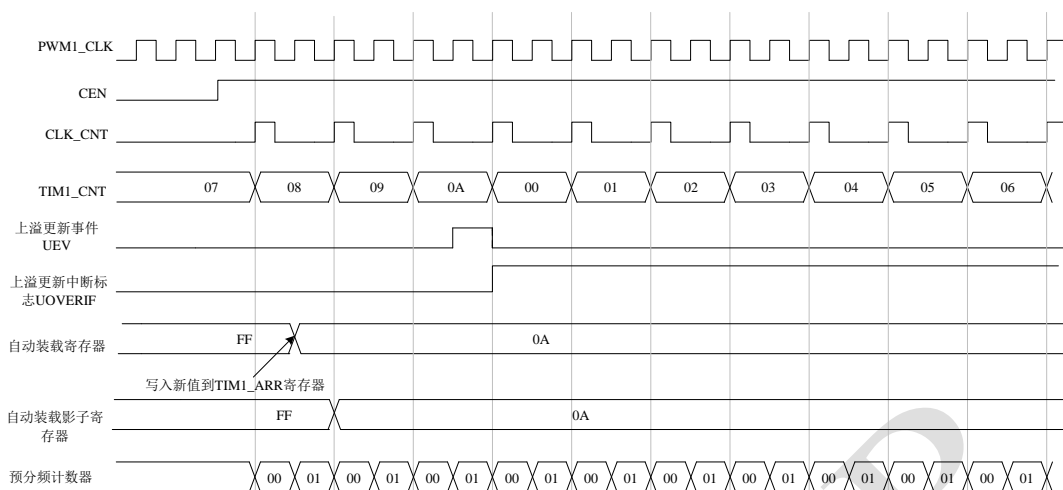 PWM1_CLK
CEN
CLK_CNT
TIM1_CNT 07 08 09 0A 00 01 02 03 04 05 06
上溢更新事件
UEV
上溢更新中断标
志UOVERIF
自动装载寄存器 FF 0A
写入新值到TIM1_ARR寄存器
自动装载影子寄
存器 FF 0A
预分频计数器 00 01 00 01 00 01 00 01 00 01 00 01 00 01 00 01 00 01 00 01